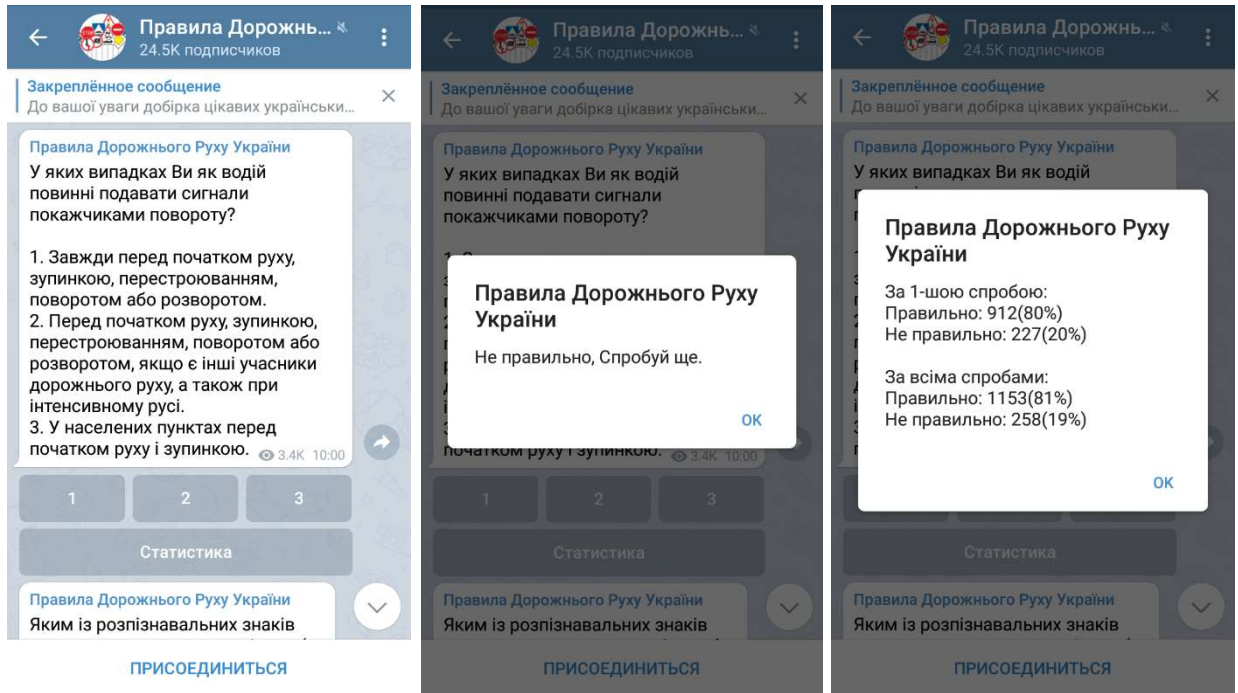 Правила Дорожнь...
24.5K подписчиков
Закреплённое сообщение
До вашої уваги добірка цікавих українськи...
Правила Дорожнього Руху України
У яких випадках Ви як водій
повинні подавати сигнали
покажчиками повороту?
1. Завжди перед початком руху,
зупинкою, перестроюванням,
поворотом або розворотом.
2. Перед початком руху, зупинкою,
перестроюванням, поворотом або
розворотом, якщо є інші учасники
дорожнього руху, а також при
інтенсивному русі.
3. У населених пунктах перед
початком руху і зупинкою. 3.4K 10:00
1 2 3
Статистика
Правила Дорожнього Руху України
Яким із розпізнавальних знаків
ПРИСОЕДИНИТЬСЯ
Правила Дорожнь...
24.5K подписчиков
Закреплённое сообщение
До вашої уваги добірка цікавих українськи...
Правила Дорожнього Руху України
У яких випадках Ви як водій
повинні подавати сигнали
покажчиками повороту?
Правила Дорожнього Руху
України
Не правильно, Спробуй ще.
OK
початком руху і зупинкою. 3.4K 10:00
1 2 3
Статистика
Правила Дорожнього Руху України
Яким із розпізнавальних знаків
ПРИСОЕДИНИТЬСЯ
Правила Дорожнь...
24.5K подписчиков
Закреплённое сообщение
До вашої уваги добірка цікавих українськи...
Правила Дорожнього Руху України
У яких випадках Ви як водій
Правила Дорожнього Руху
України
За 1-шою спробою:
Правильно: 912(80%)
Не правильно: 227(20%)
За всіма спробами:
Правильно: 1153(81%)
Не правильно: 258(19%)
OK
Статистика
Правила Дорожнього Руху України
Яким із розпізнавальних знаків
ПРИСОЕДИНИТЬСЯ